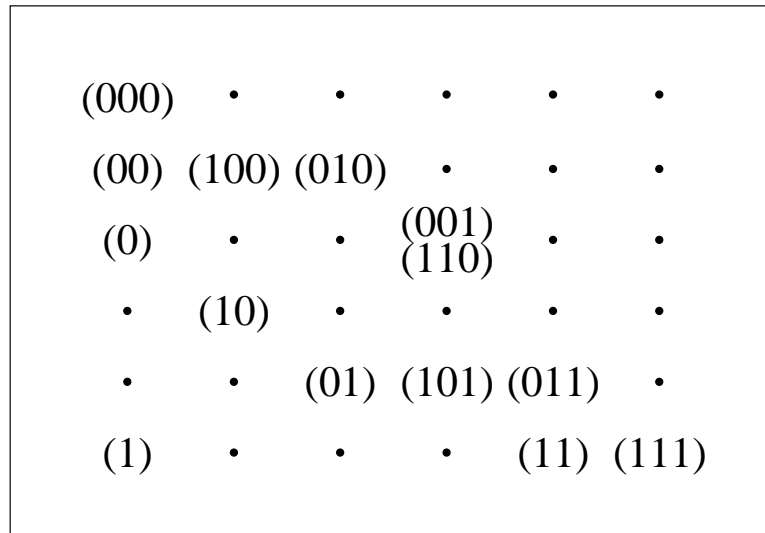 (000) · · · · ·
(00) (100) (010) · · ·
(0) · · (001) · ·
(110)
· (10) · · · ·
· · (01) (101) (011) ·
(1) · · · (11) (111)